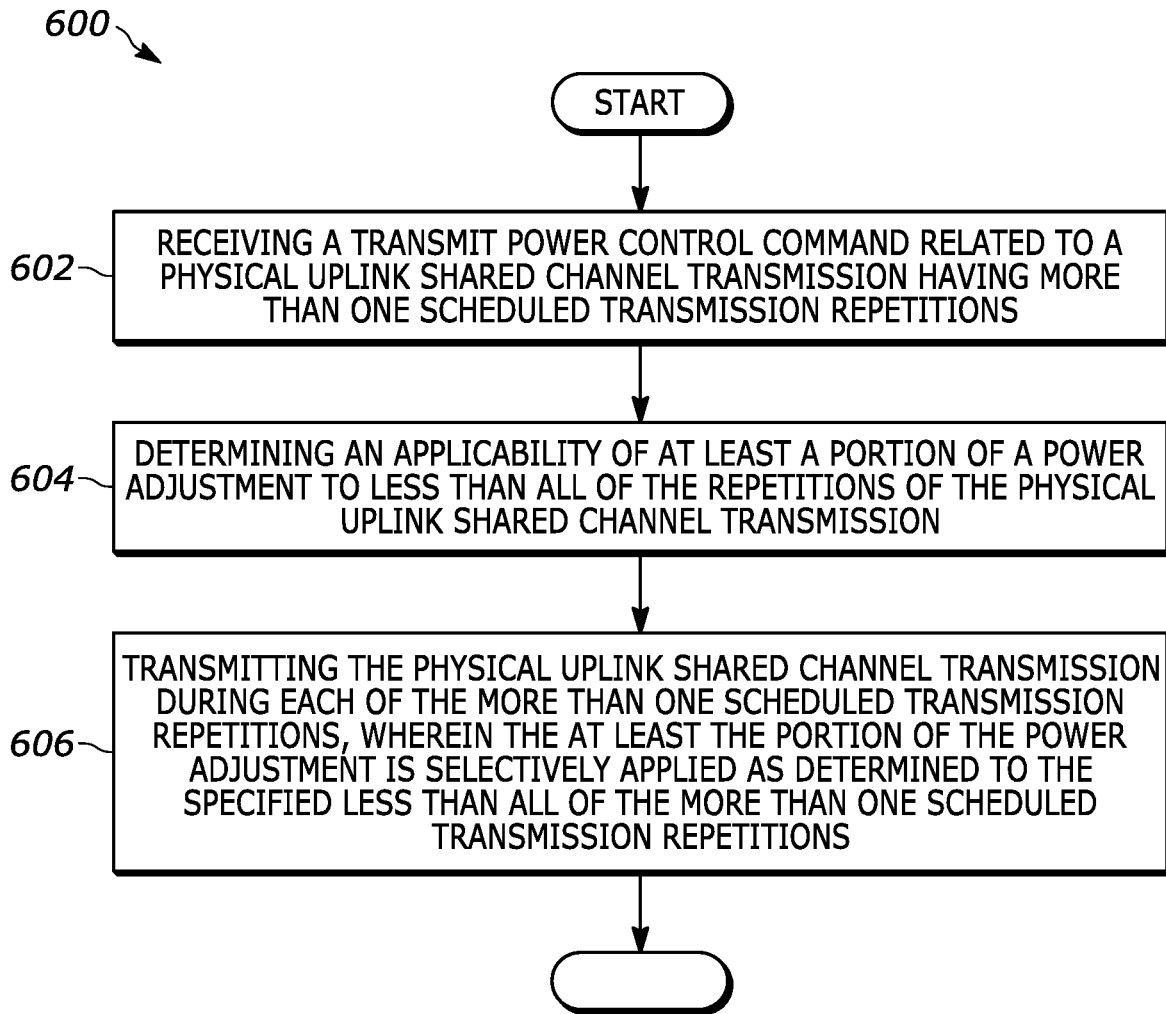 600
START
602
RECEIVING A TRANSMIT POWER CONTROL COMMAND RELATED TO A
PHYSICAL UPLINK SHARED CHANNEL TRANSMISSION HAVING MORE
THAN ONE SCHEDULED TRANSMISSION REPETITIONS
604
DETERMINING AN APPLICABILITY OF AT LEAST A PORTION OF A POWER
ADJUSTMENT TO LESS THAN ALL OF THE REPETITIONS OF THE PHYSICAL
UPLINK SHARED CHANNEL TRANSMISSION
606
TRANSMITTING THE PHYSICAL UPLINK SHARED CHANNEL TRANSMISSION
DURING EACH OF THE MORE THAN ONE SCHEDULED TRANSMISSION
REPETITIONS, WHEREIN THE AT LEAST THE PORTION OF THE POWER
ADJUSTMENT IS SELECTIVELY APPLIED AS DETERMINED TO THE
SPECIFIED LESS THAN ALL OF THE MORE THAN ONE SCHEDULED
TRANSMISSION REPETITIONS